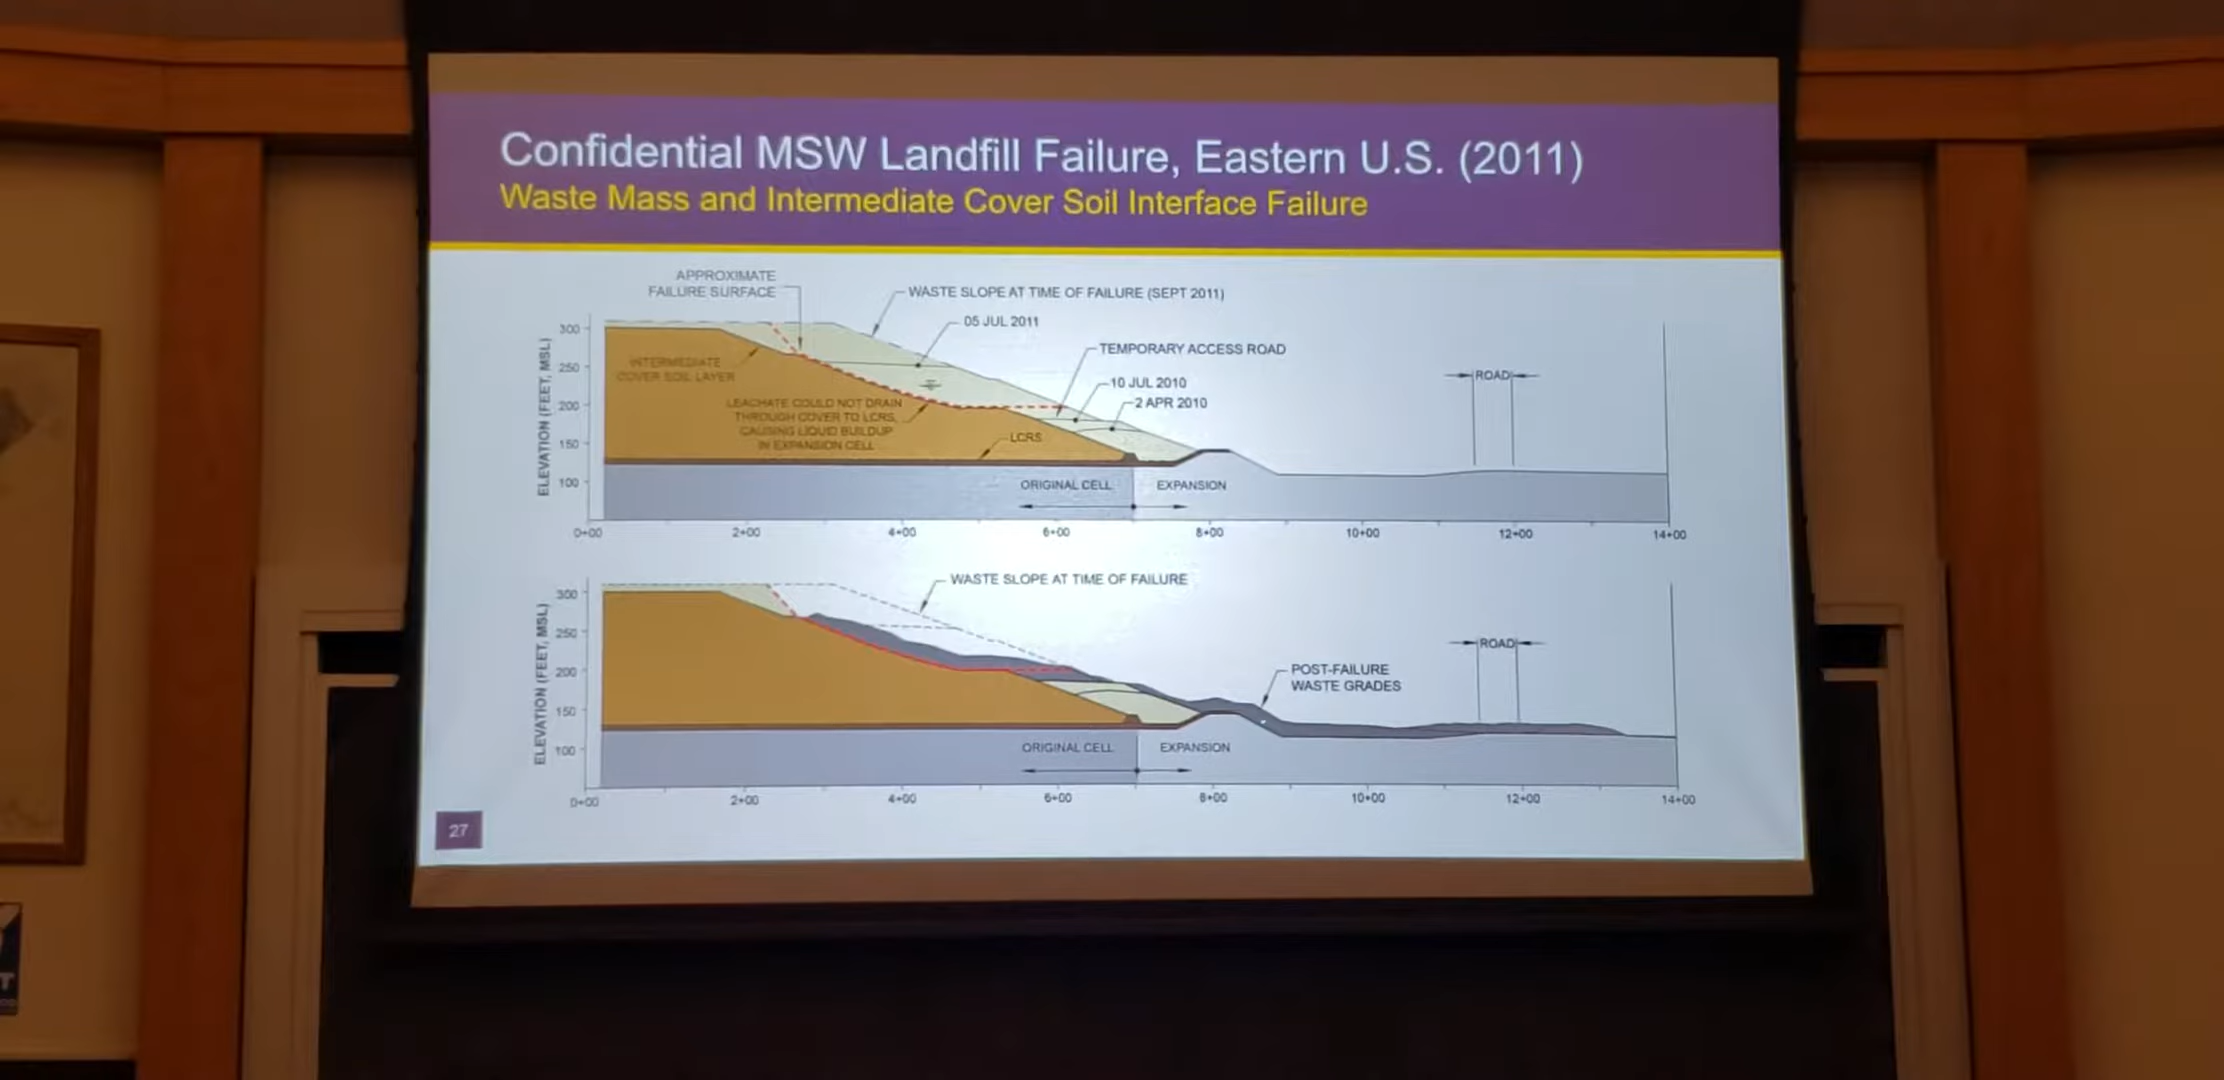 Confidential MSW Landfill Failure, Eastern U.S. (2011)
Waste Mass and Intermediate Cover Soil Interface Failure
APPROXIMATE
FAILURE SURFACE
WASTE SLOPE AT TIME OF FAILURE (SEPT 2011)
05 JUL 2011
TEMPORARY ACCESS ROAD
10 JUL 2010
2 APR 2010
ROAD
INTERMEDIATE
COVER SOIL LAYER
LEACHATE COULD NOT DRAIN
THROUGH COVER TO LCRS,
CAUSING LIQUID BUILDUP
IN EXPANSION CELL
LCRS
ELEVATION (FEET, MSL)
300
250
200
150
100
ORIGINAL CELL
EXPANSION
0+00
2+00
4+00
6+00
8+00
10+00
12+00
14+00
WASTE SLOPE AT TIME OF FAILURE
ROAD
POST-FAILURE
WASTE GRADES
ELEVATION (FEET, MSL)
300
250
200
150
100
ORIGINAL CELL
EXPANSION
0+00
2+00
4+00
6+00
8+00
10+00
12+00
14+00
27